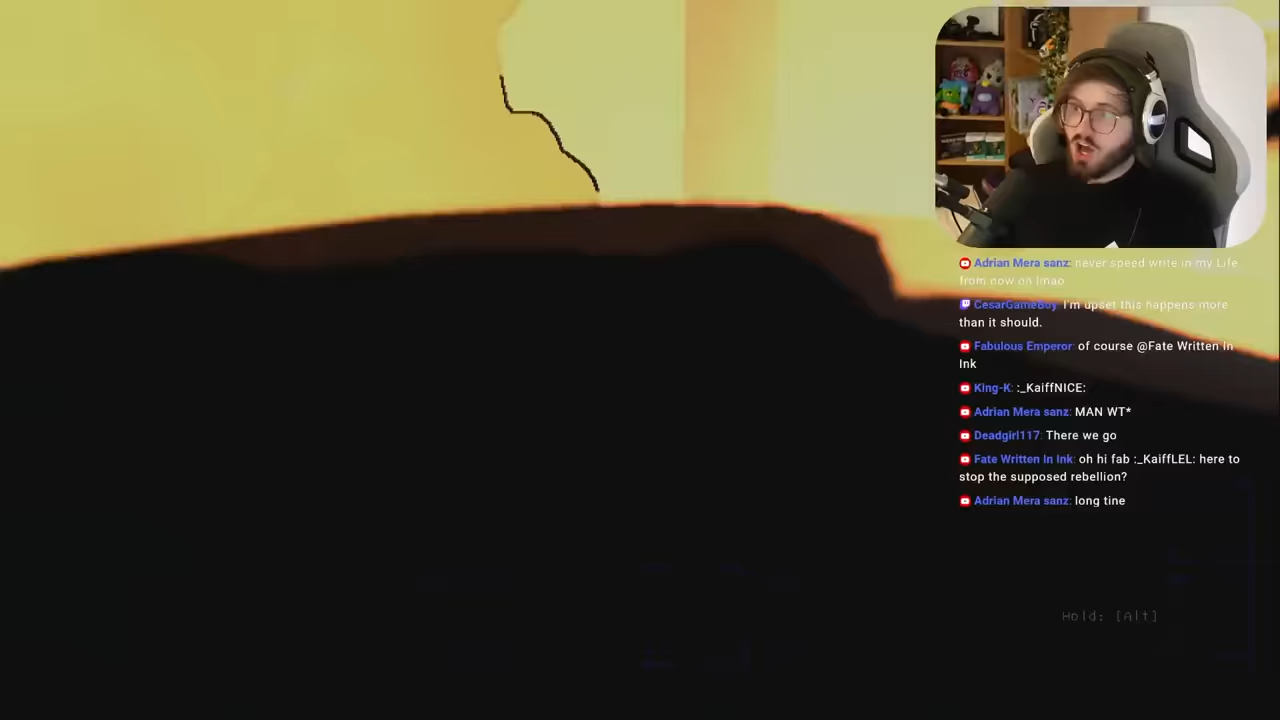 Adrian Mera sanz: never speed write in my Life
from now on lmao
CesarGameBoy: I'm upset this happens more
than it should.
Fabulous Emperor: of course @Fate Written In
Ink
King-K: :_KaiffNICE:
Adrian Mera sanz: MAN WT*
Deadgirl117: There we go
Fate Written In Ink: oh hi fab :_KaiffLEL: here to
stop the supposed rebellion?
Adrian Mera sanz: long tine
Hold: [Alt]